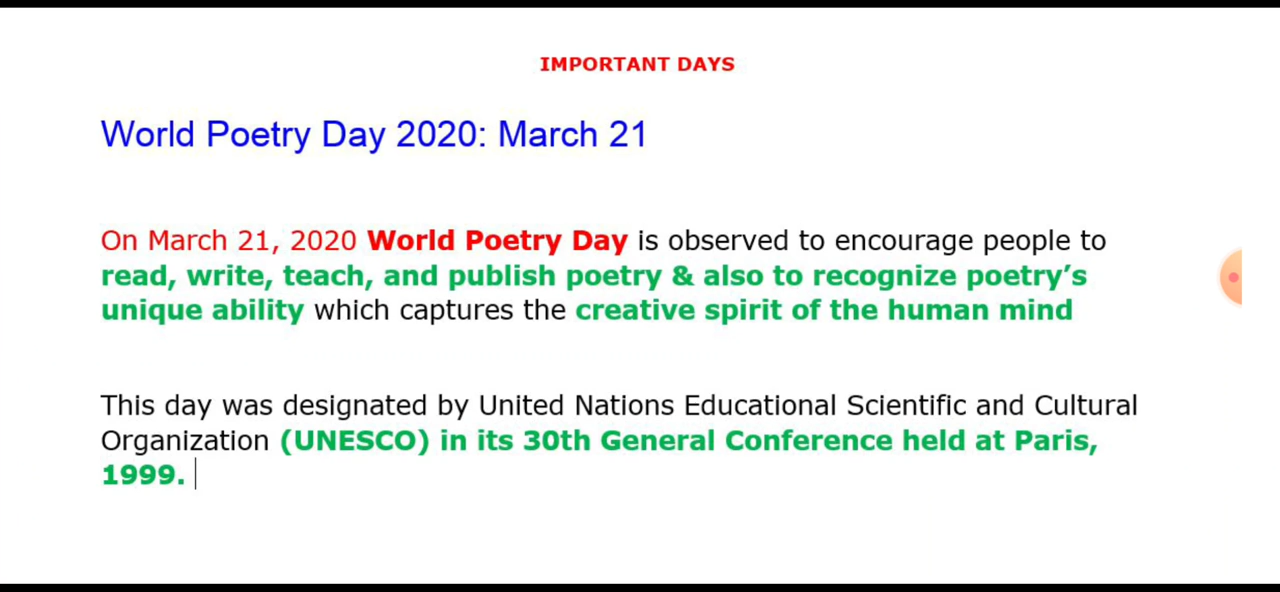 IMPORTANT DAYS
World Poetry Day 2020: March 21
On March 21, 2020 World Poetry Day is observed to encourage people to
read, write, teach, and publish poetry & also to recognize poetry’s
unique ability which captures the creative spirit of the human mind
This day was designated by United Nations Educational Scientific and Cultural
Organization (UNESCO) in its 30th General Conference held at Paris,
1999.